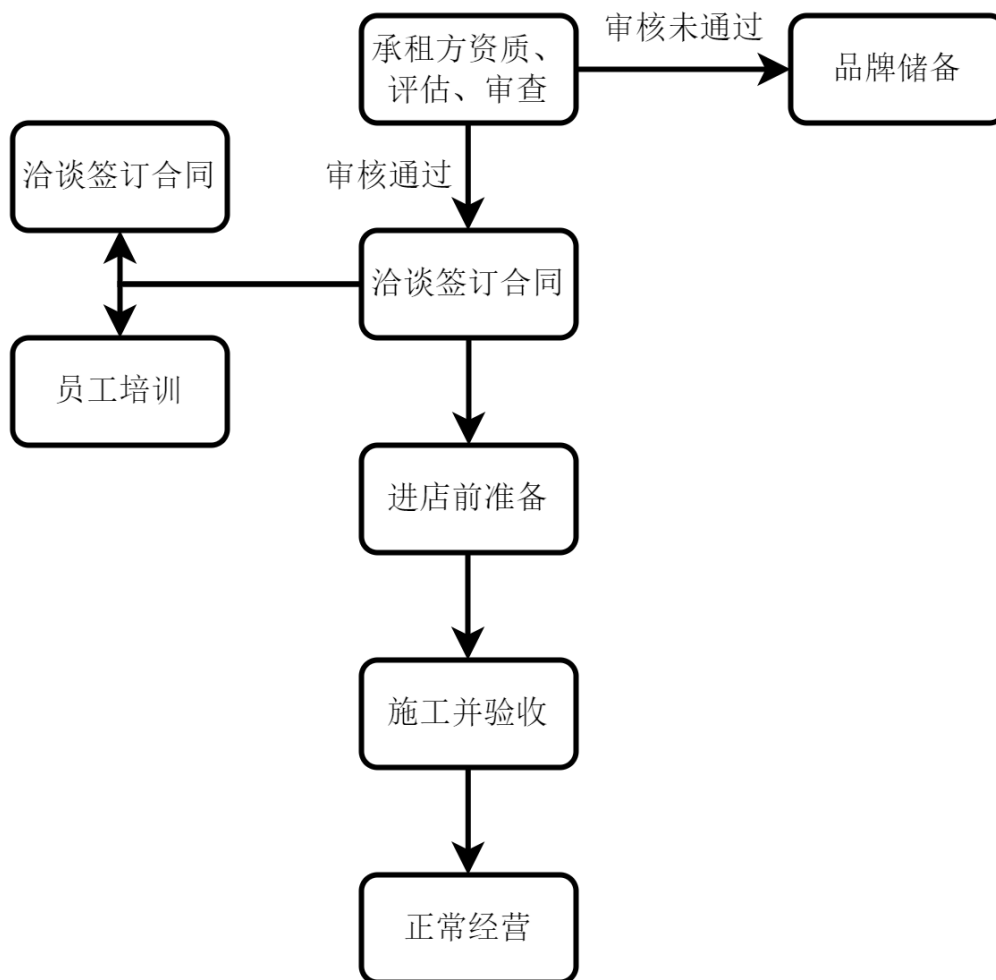 审核未通过
承租方资质、
评估、审查
品牌储备
洽谈签订合同
审核通过
洽谈签订合同
员工培训
进店前准备
施工并验收
正常经营